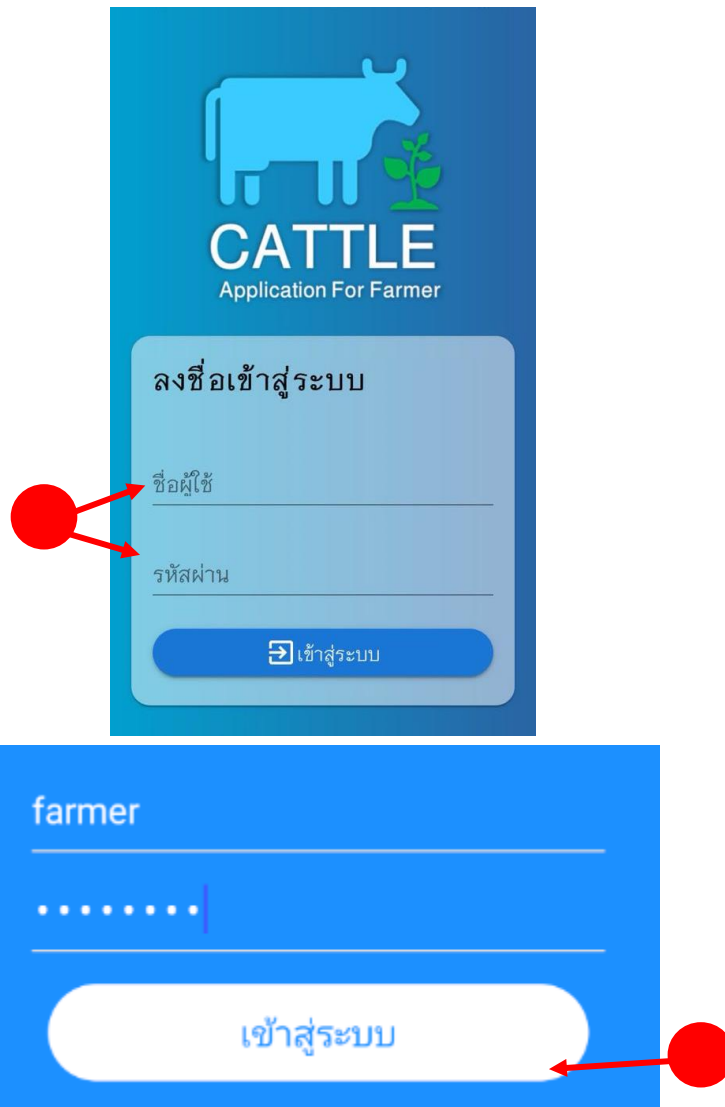 CATTLE
Application For Farmer
ลงชื่อเข้าสู่ระบบ
ชื่อผู้ใช้
รหัสผ่าน
เข้าสู่ระบบ
farmer
••••••••
เข้าสู่ระบบ